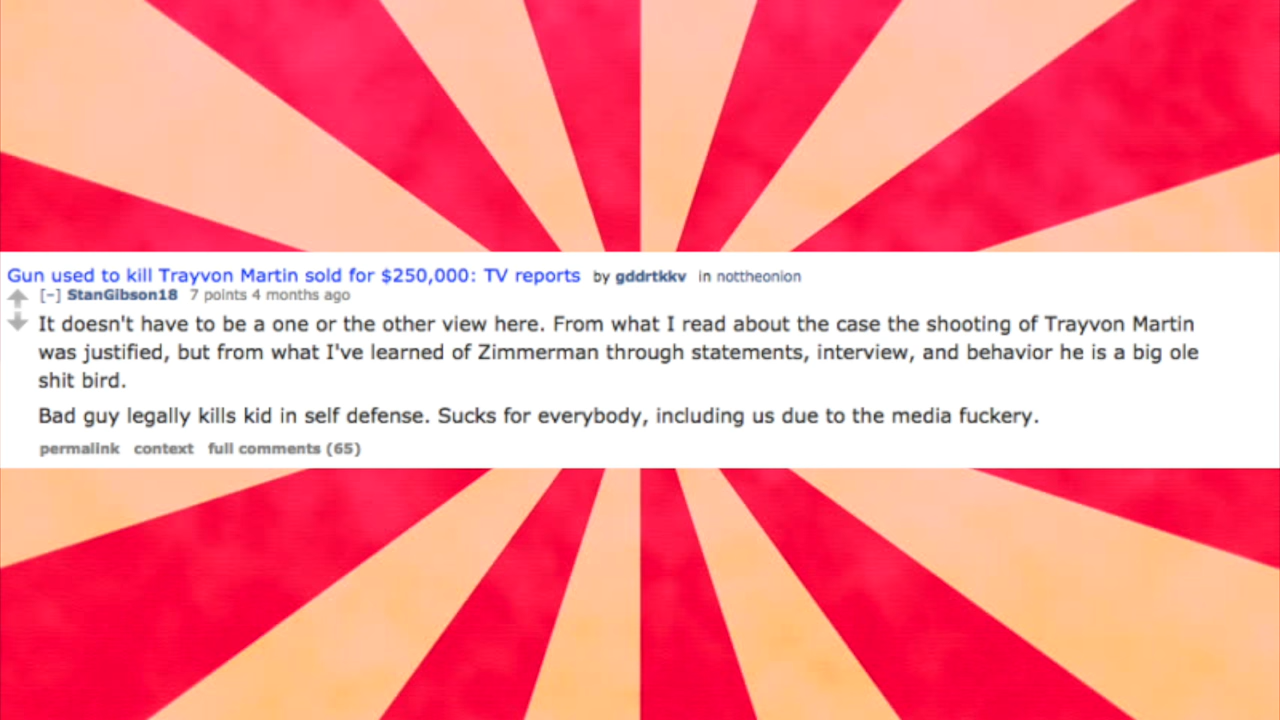 Gun used to kill Trayvon Martin sold for $250,000: TV reports by gddrtkkv in nottheonion
[-] StanGibson18 7 points 4 months ago
It doesn't have to be a one or the other view here. From what I read about the case the shooting of Trayvon Martin
was justified, but from what I've learned of Zimmerman through statements, interview, and behavior he is a big ole
shit bird.
Bad guy legally kills kid in self defense. Sucks for everybody, including us due to the media fuckery.
permalink context full comments (65)